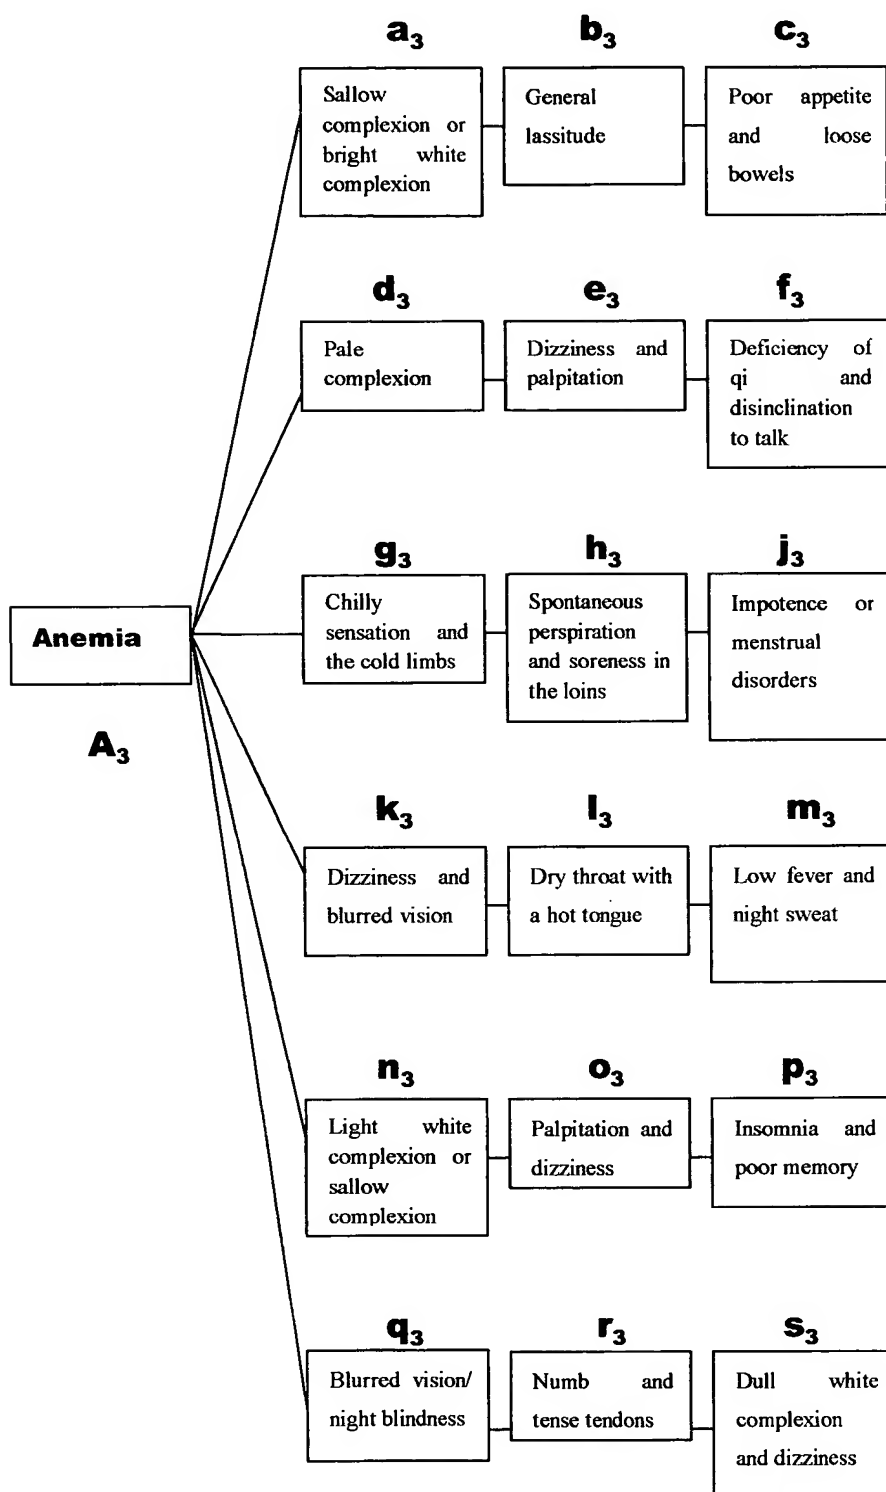 a3
b3
c3
Sallow
complexion or
bright white
complexion
General
lassitude
Poor appetite
and loose
bowels
d3
e3
f3
Pale
complexion
Dizziness and
palpitation
Deficiency of
qi and
disinclination
to talk
g3
h3
j3
Chilly
sensation and
the cold limbs
Spontaneous
perspiration
and soreness in
the loins
Impotence or
menstrual
disorders
Anemia
A3
k3
l3
m3
Dizziness and
blurred vision
Dry throat with
a hot tongue
Low fever and
night sweat
n3
o3
p3
Light white
complexion or
sallow
complexion
Palpitation and
dizziness
Insomnia and
poor memory
q3
r3
s3
Blurred vision/
night blindness
Numb and
tense tendons
Dull white
complexion
and dizziness